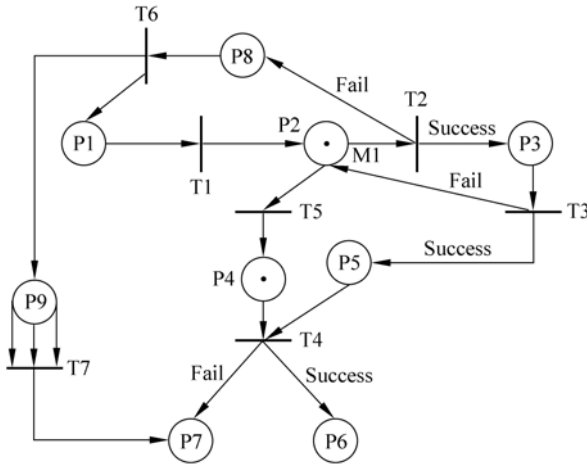 T6
P8
Fail
T2
P1
P2
Success
P3
T1
M1
Fail
T5
T3
P4
P5
Success
P9
T4
T7
Fail
Success
P7
P6